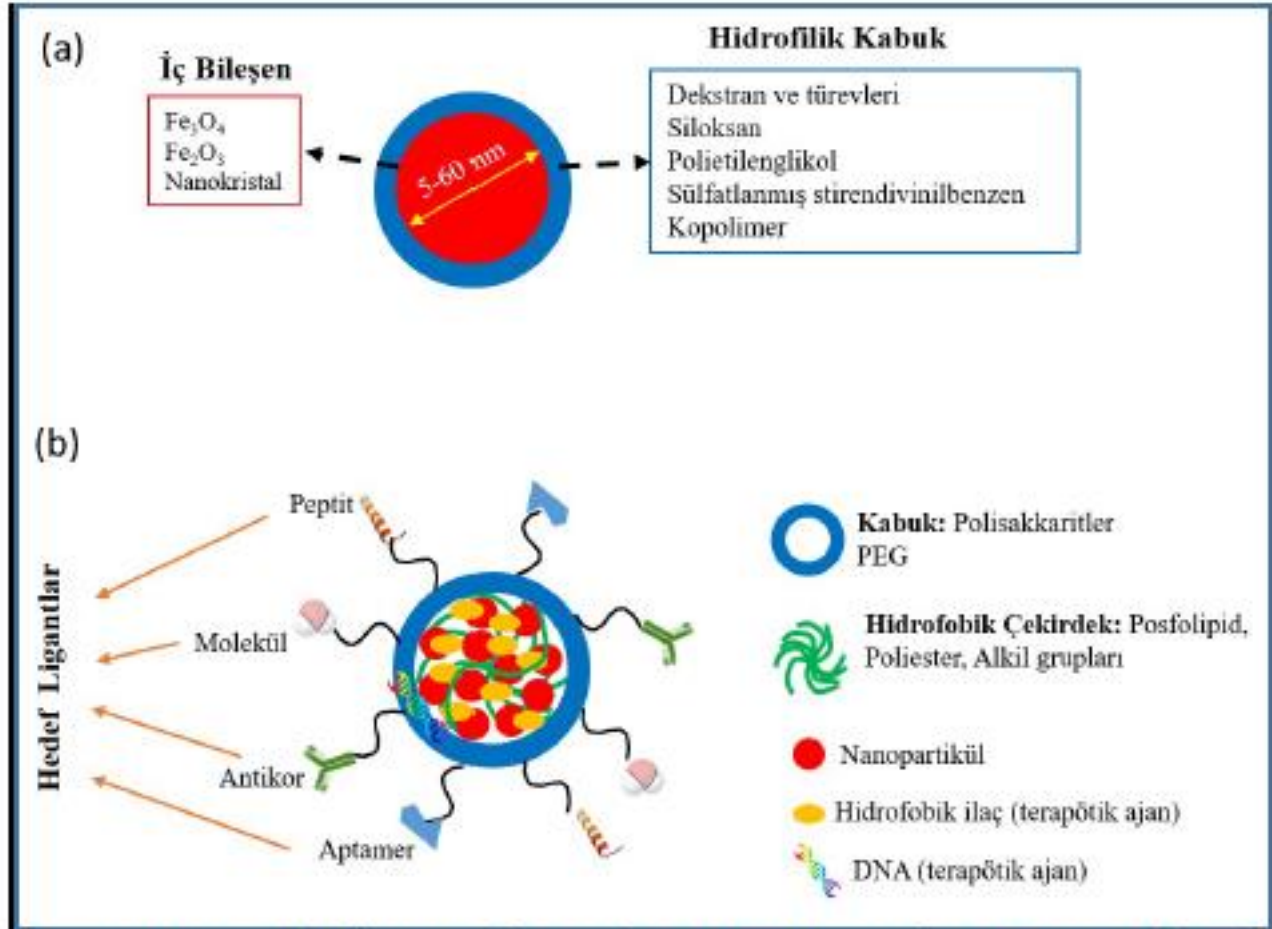 (a)
İç Bileşen
Fe₃O₄
Fe₂O₃
Nanokristal
5-60 nm
Hidrofilik Kabuk
Dekstran ve türevleri
Siloksan
Polietilenglikol
Sülfatlanmış stirendivinilbenzen
Kopolimer
(b)
Hedef Ligantlar
Peptit
Molekül
Antikor
Aptamer
Kabuk: Polisakkaritler
PEG
Hidrofobik Çekirdek: Posfolipid,
Poliester, Alkil grupları
Nanopartikül
Hidrofobik ilaç (terapötik ajan)
DNA (terapötik ajan)